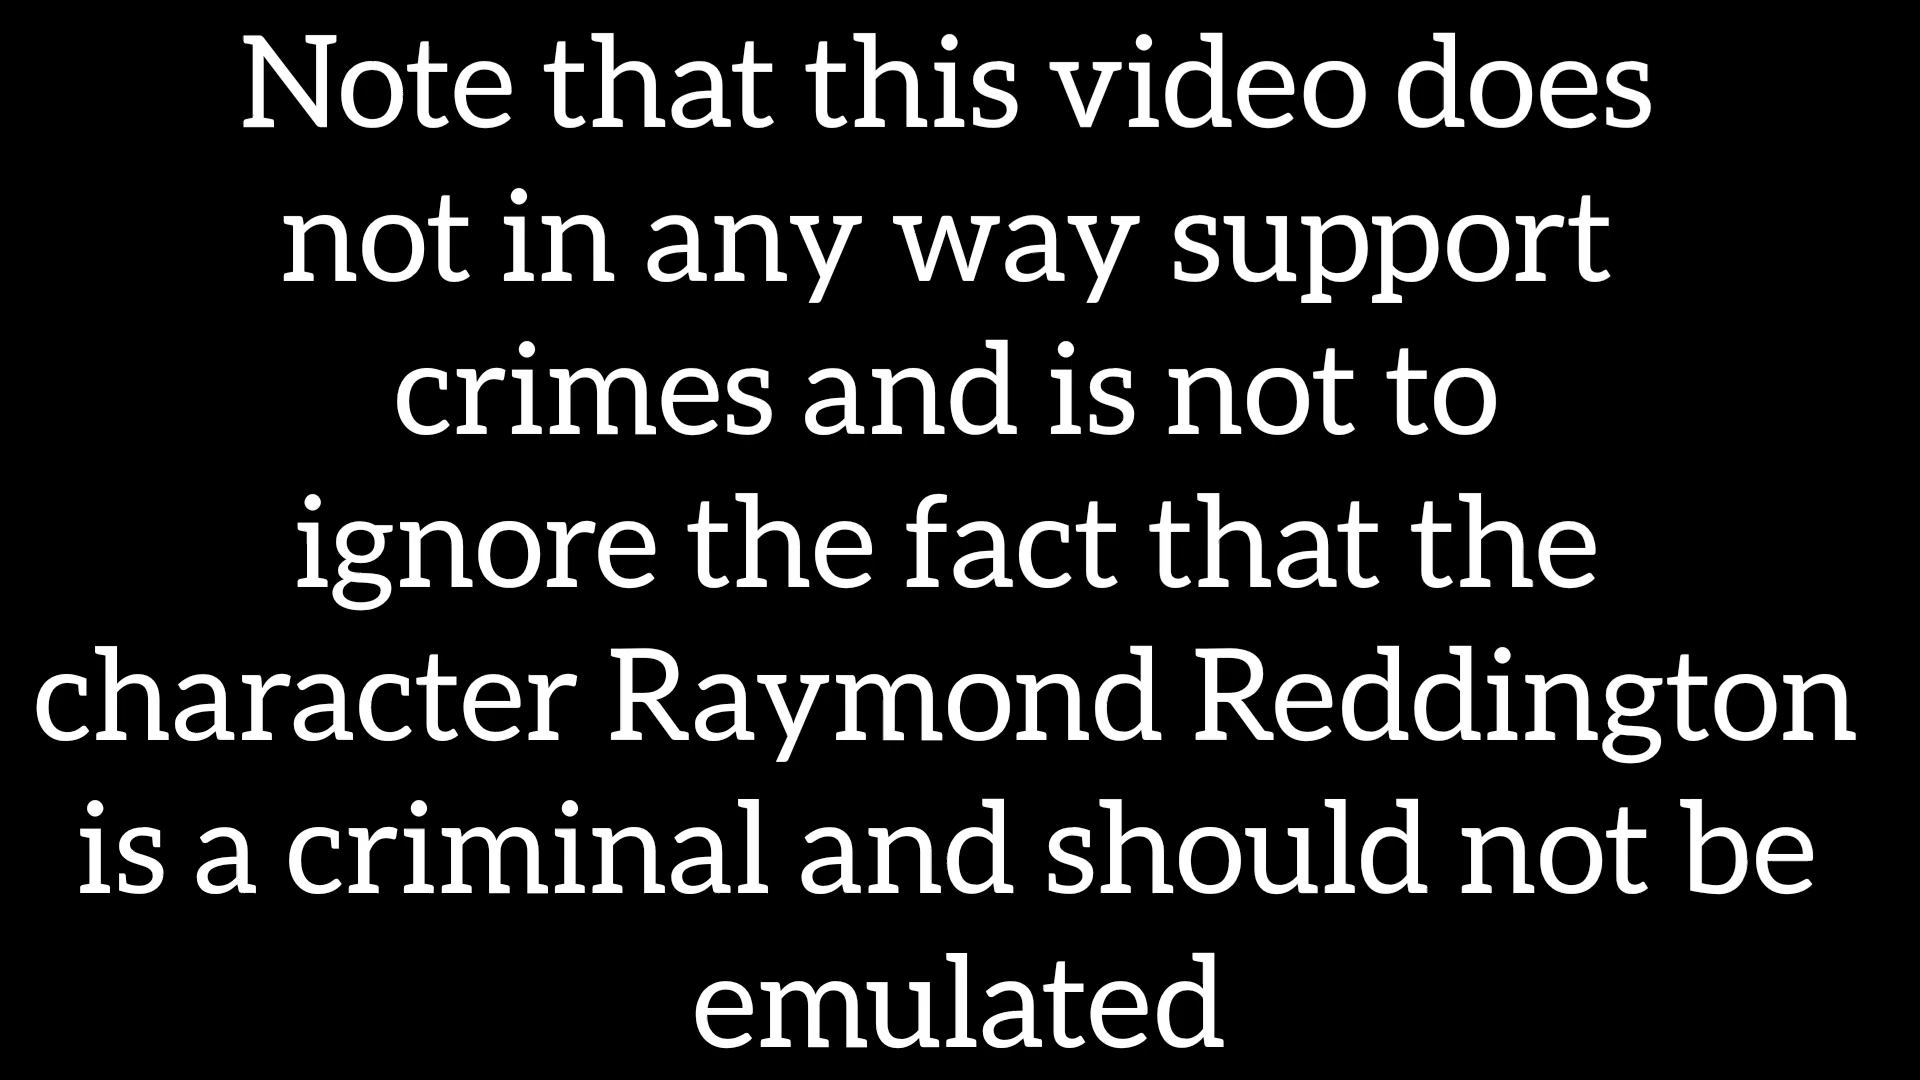 Note that this video does
not in any way support
crimes and is not to
ignore the fact that the
character Raymond Reddington
is a criminal and should not be
emulated